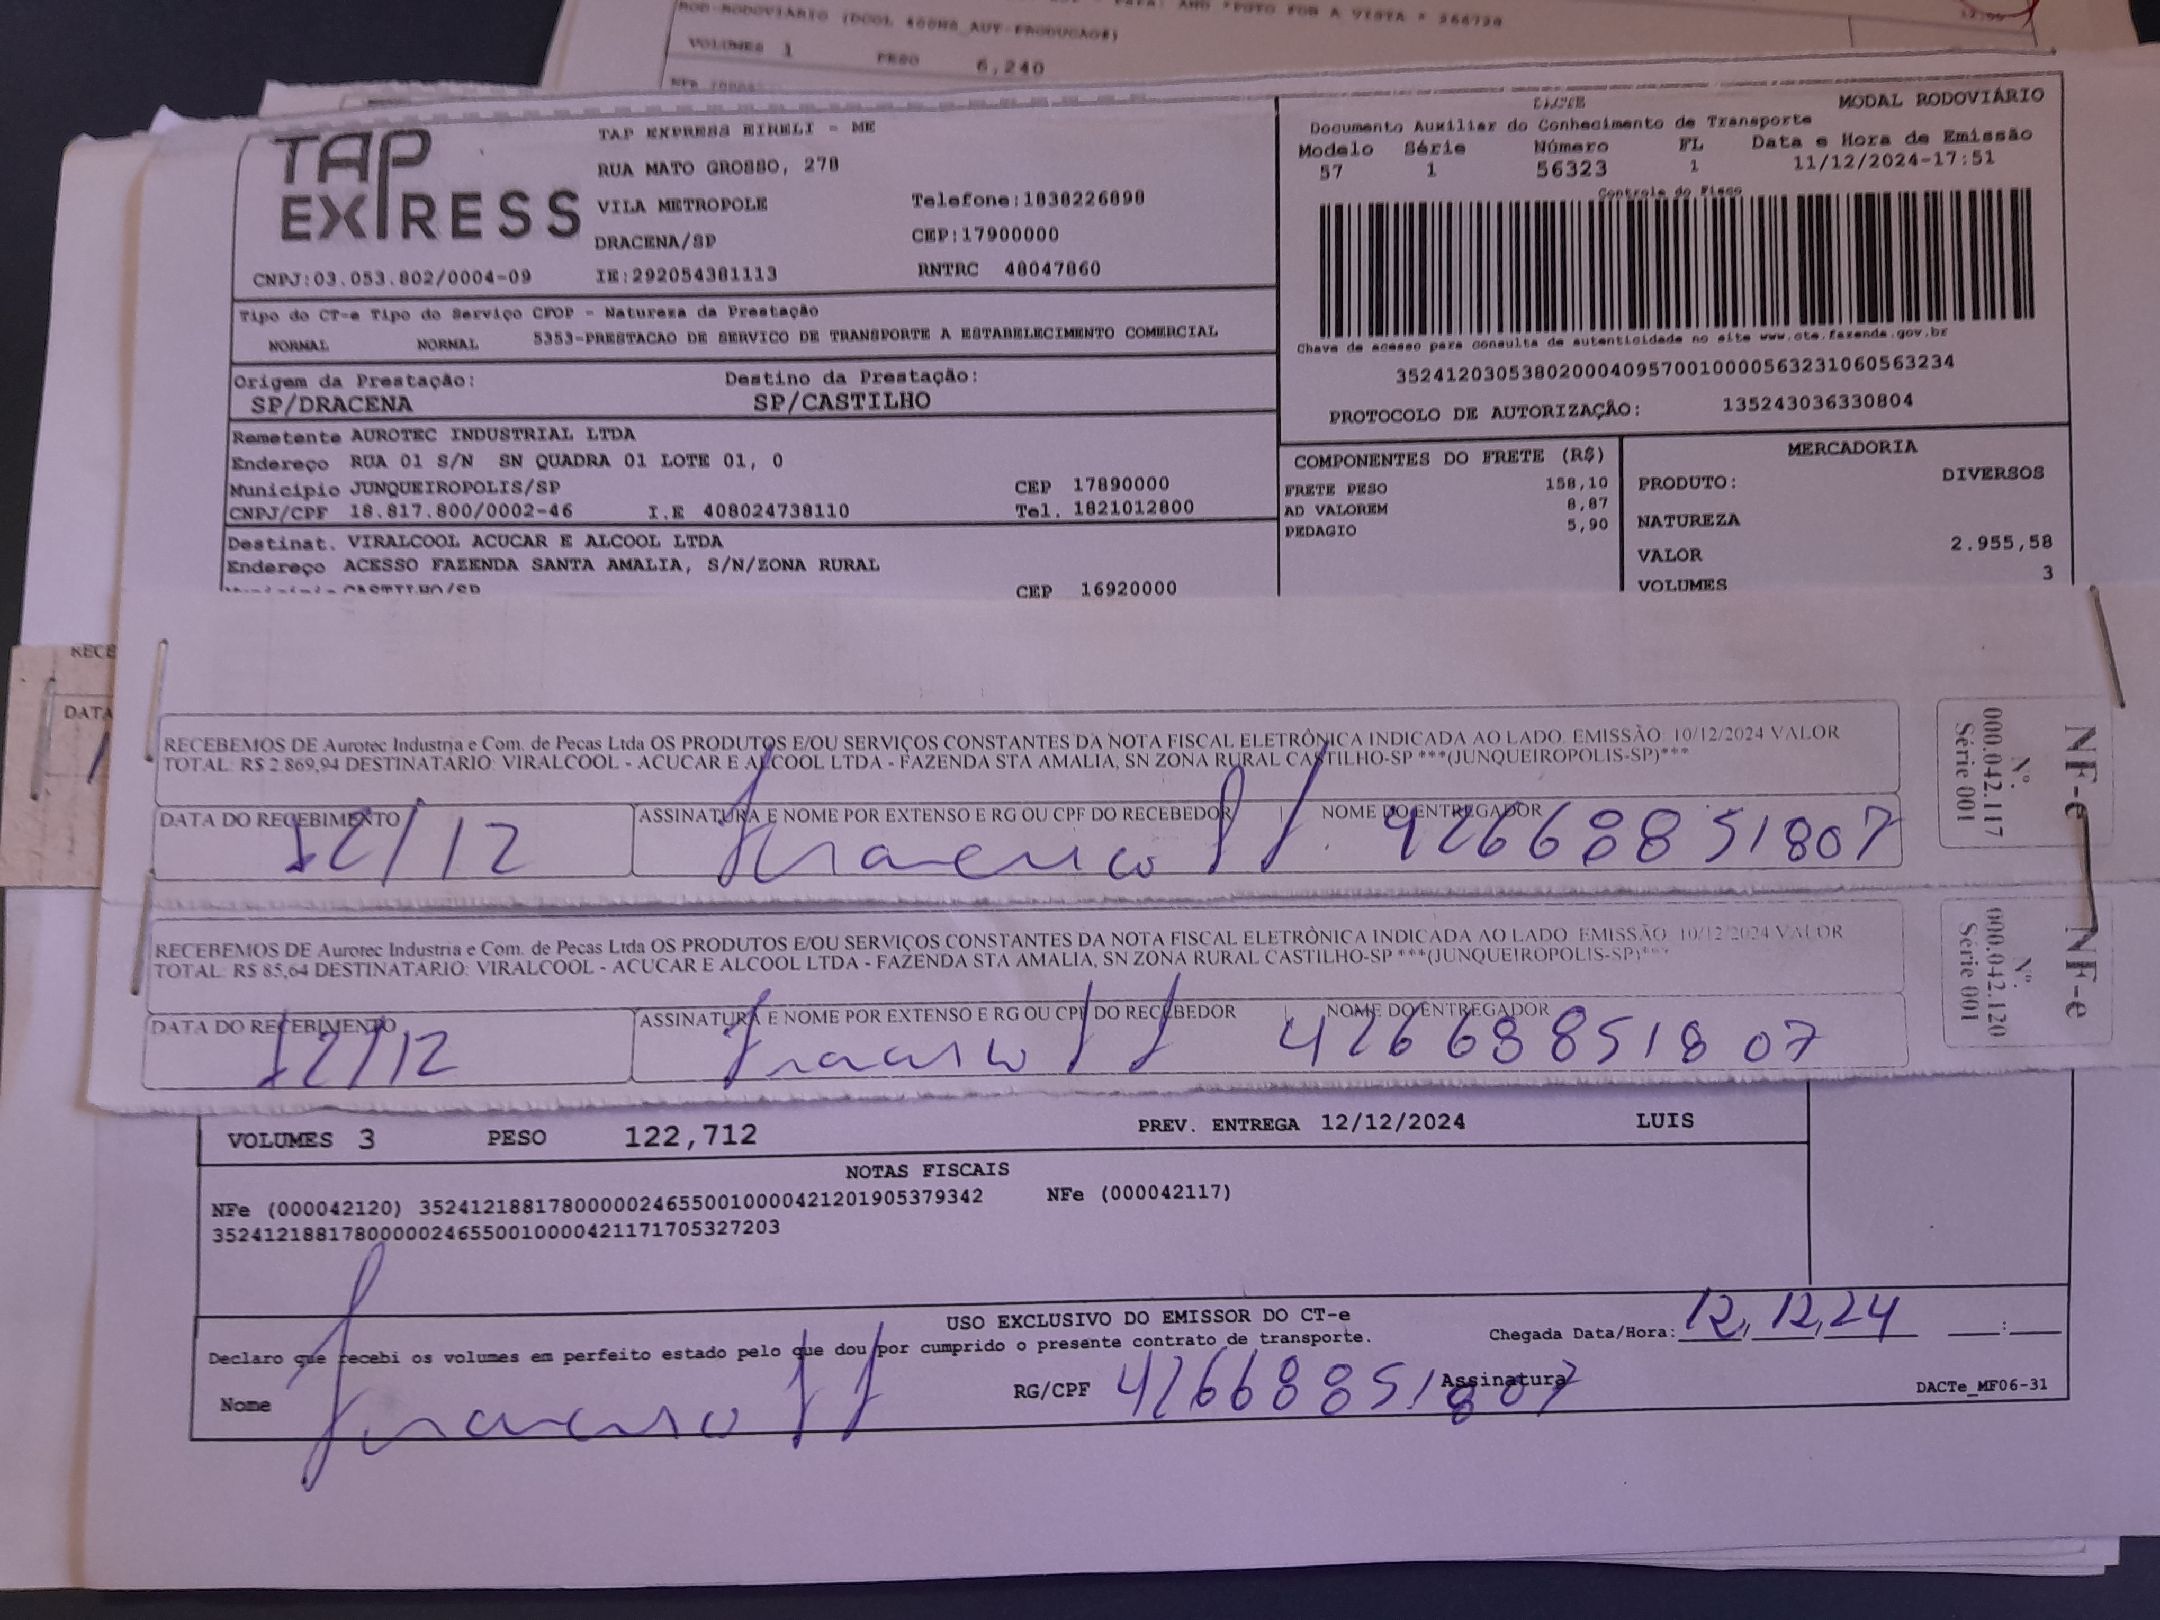 VOLUMES 1 PESO 6,240
TAP EXPRESS
TAP EXPRESS EIRELI - ME
RUA MATO GROSSO, 278
VILA METROPOLE Telefone:1838226898
DRACENA/SP CEP:17900000
CNPJ:03.053.802/0004-09 IE:292054381113 RNTRC 48047860
DACTE MODAL RODOVIÁRIO
Documento Auxiliar do Conhecimento de Transporte
Modelo Série Número FL Data e Hora de Emissão
57 1 56323 1 11/12/2024-17:51
Controle do Fisco
Chave de acesso para consulta de autenticidade no site www.cte.fazenda.gov.br
35241203053802000409570010000563231060563234
PROTOCOLO DE AUTORIZAÇÃO: 135243036330804
Tipo do CT-e Tipo do Serviço CFOP - Natureza da Prestação
NORMAL NORMAL 5353-PRESTACAO DE SERVICO DE TRANSPORTE A ESTABELECIMENTO COMERCIAL
Origem da Prestação: Destino da Prestação:
SP/DRACENA SP/CASTILHO
Remetente AUROTEC INDUSTRIAL LTDA
Endereço RUA 01 S/N SN QUADRA 01 LOTE 01, 0
Município JUNQUEIROPOLIS/SP CEP 17890000
CNPJ/CPF 18.817.800/0002-46 I.E 408024738110 Tel. 1821012800
Destinat. VIRALCOOL ACUCAR E ALCOOL LTDA
Endereço ACESSO FAZENDA SANTA AMALIA, S/N/ZONA RURAL
CASTILHO/SP CEP 16920000
COMPONENTES DO FRETE (R$)
FRETE PESO 158,10
AD VALOREM 8,87
PEDAGIO 5,90
MERCADORIA
PRODUTO: DIVERSOS
NATUREZA
VALOR 2.955,58
VOLUMES 3
RECE
DATA
RECEBEMOS DE Aurotec Industria e Com. de Pecas Ltda OS PRODUTOS E/OU SERVIÇOS CONSTANTES DA NOTA FISCAL ELETRÔNICA INDICADA AO LADO. EMISSÃO: 10/12/2024 VALOR
TOTAL: R$ 2.869,94 DESTINATÁRIO: VIRALCOOL - ACUCAR E ALCOOL LTDA - FAZENDA STA AMALIA, SN ZONA RURAL CASTILHO-SP ***(JUNQUEIROPOLIS-SP)***
DATA DO RECEBIMENTO ASSINATURA E NOME POR EXTENSO E RG OU CPF DO RECEBEDOR NOME DO ENTREGADOR
12/12 42668851807
NF-e
Nº.
000.042.117
Série 001
RECEBEMOS DE Aurotec Industria e Com. de Pecas Ltda OS PRODUTOS E/OU SERVIÇOS CONSTANTES DA NOTA FISCAL ELETRÔNICA INDICADA AO LADO. EMISSÃO: 10/12/2024 VALOR
TOTAL: R$ 85,64 DESTINATÁRIO: VIRALCOOL - ACUCAR E ALCOOL LTDA - FAZENDA STA AMALIA, SN ZONA RURAL CASTILHO-SP ***(JUNQUEIROPOLIS-SP)***
DATA DO RECEBIMENTO ASSINATURA E NOME POR EXTENSO E RG OU CPF DO RECEBEDOR NOME DO ENTREGADOR
12/12 42668851807
NF-e
Nº.
000.042.120
Série 001
VOLUMES 3 PESO 122,712 PREV. ENTREGA 12/12/2024 LUIS
NOTAS FISCAIS
NFe (000042120) 35241218817800000246550010000421201905379342 NFe (000042117)
35241218817800000246550010000421171705327203
USO EXCLUSIVO DO EMISSOR DO CT-e
Declaro que recebi os volumes em perfeito estado pelo que dou por cumprido o presente contrato de transporte. Chegada Data/Hora: 12,12,24 :
Nome RG/CPF 42668851807 Assinatura DACTe_MF06-31